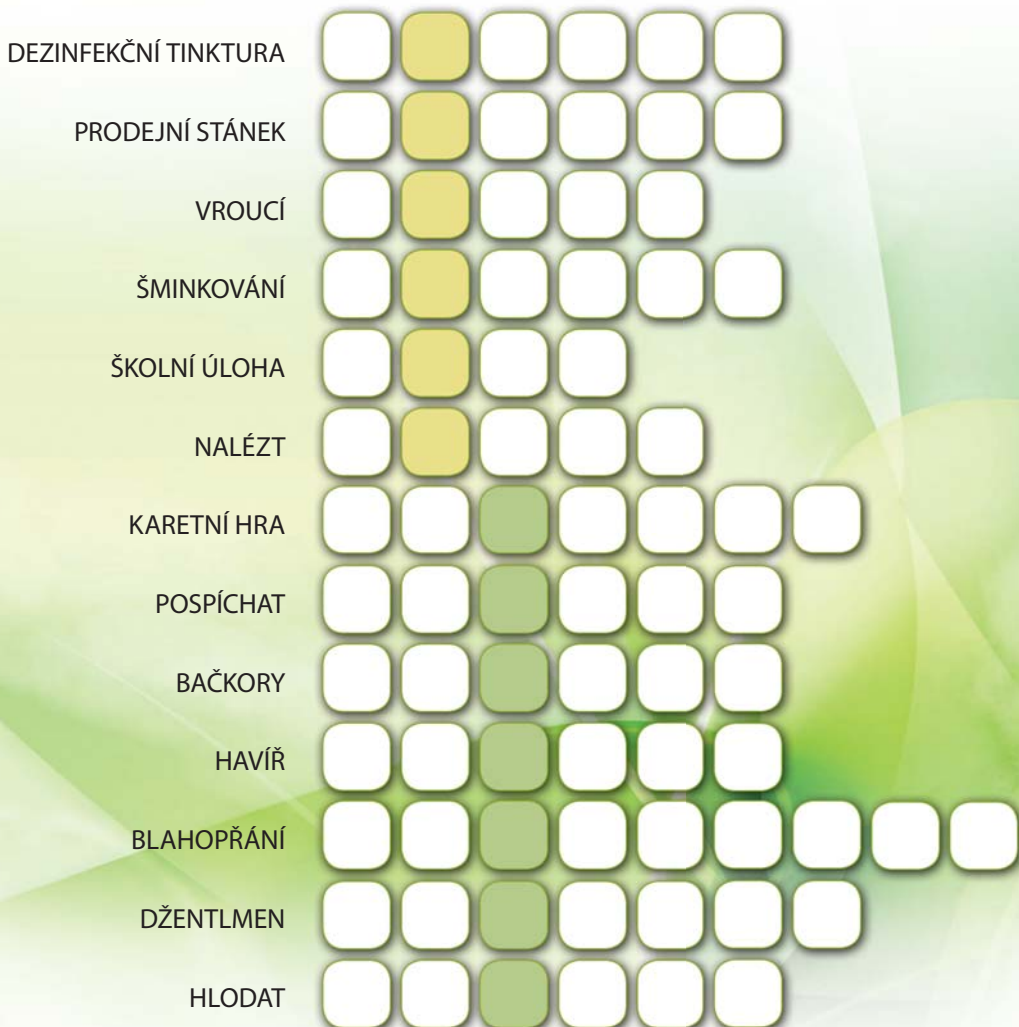 DEZINFEKČNÍ TINKTURA
PRODEJNÍ STÁNEK
VROUCÍ
ŠMINKOVÁNÍ
ŠKOLNÍ ÚLOHA
NALÉZT
KARETNÍ HRA
POSPÍCHAT
BAČKORY
HAVÍŘ
BLAHOPŘÁNÍ
DŽENTLMEN
HLODAT